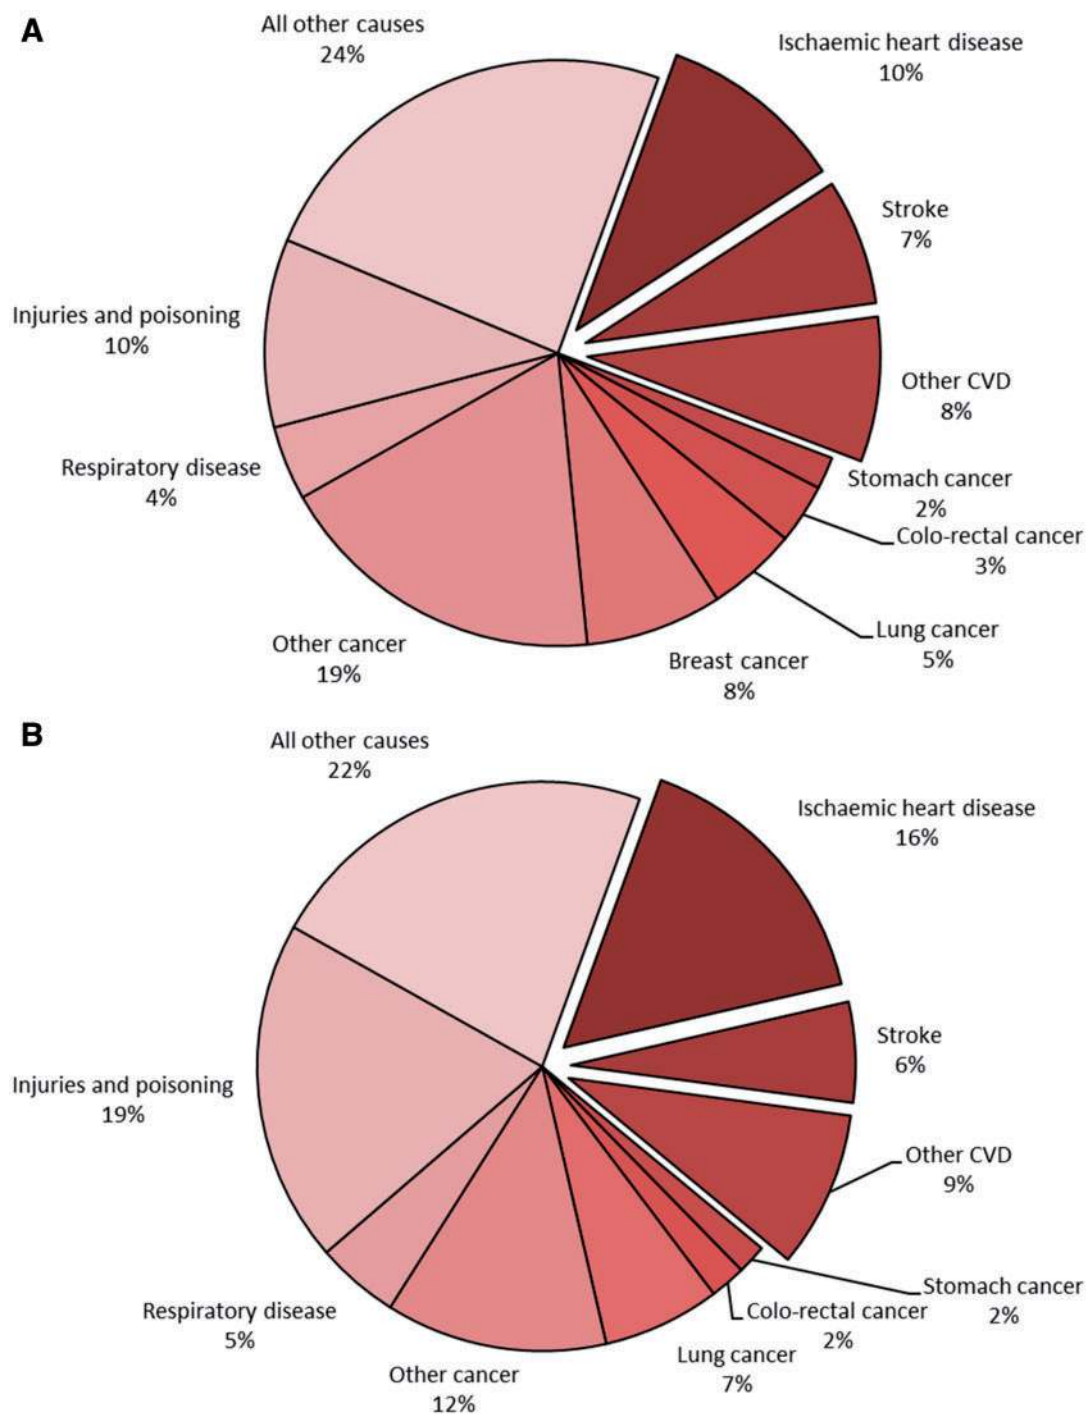 A
All other causes
24%
Ischaemic heart disease
10%
Stroke
7%
Other CVD
8%
Stomach cancer
2%
Colo-rectal cancer
3%
Lung cancer
5%
Breast cancer
8%
Other cancer
19%
Respiratory disease
4%
Injuries and poisoning
10%
B
All other causes
22%
Ischaemic heart disease
16%
Stroke
6%
Other CVD
9%
Stomach cancer
2%
Colo-rectal cancer
2%
Lung cancer
7%
Other cancer
12%
Respiratory disease
5%
Injuries and poisoning
19%